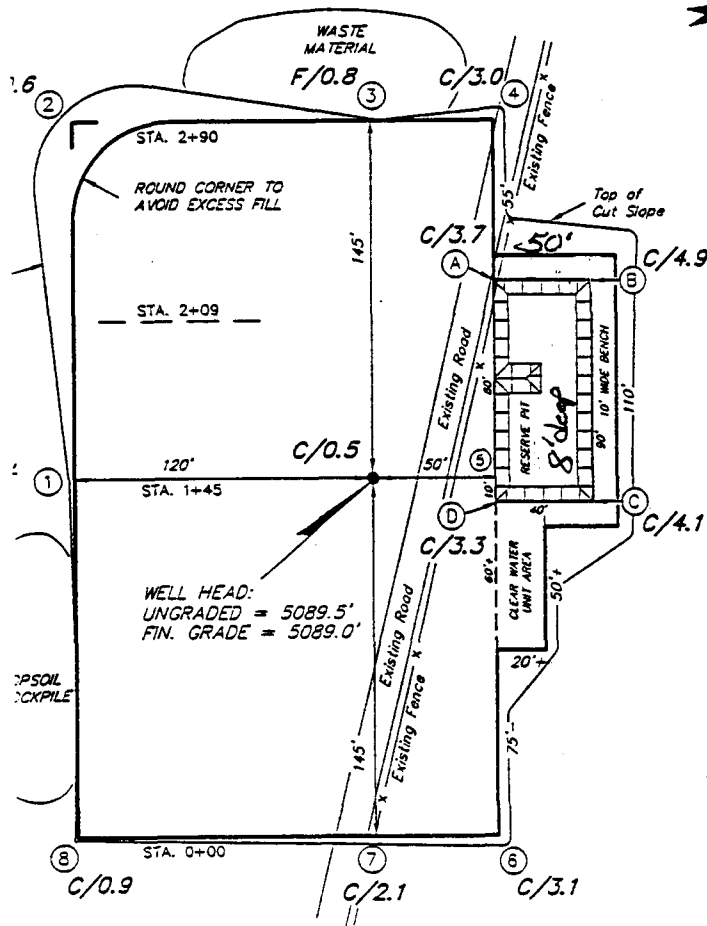 WASTE
MATERIAL
F/0.8
C/3.0
.6
2
3
4
STA. 2+90
ROUND CORNER TO
AVOID EXCESS FILL
Existing Fence
55'
Top of
Cut Slope
145'
C/3.7
50'
C/4.9
A
B
STA. 2+09
Existing Road
80'
RESERVE PIT
8' deep
90'
10' WIDE BENCH
110'
C/0.5
1
120'
50'
5
STA. 1+45
10'
D
40'
C
C/3.3
C/4.1
WELL HEAD:
UNGRADED = 5089.5'
FIN. GRADE = 5089.0'
60'±
CLEAR WATER
UNIT AREA
50'±
Existing Road
Existing Fence
20'±
OPSOIL
OCKPILE
145'
75'
8
STA. 0+00
7
6
C/0.9
C/2.1
C/3.1